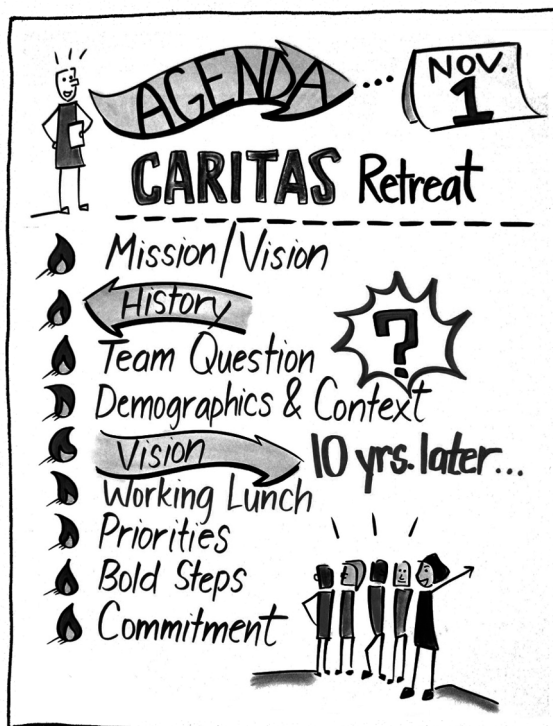 AGENDA ... NOV. 1
CARITAS Retreat
Mission/Vision
History
?
Team Question
Demographics & Context
Vision 10 yrs. later...
Working Lunch
Priorities
Bold Steps
Commitment